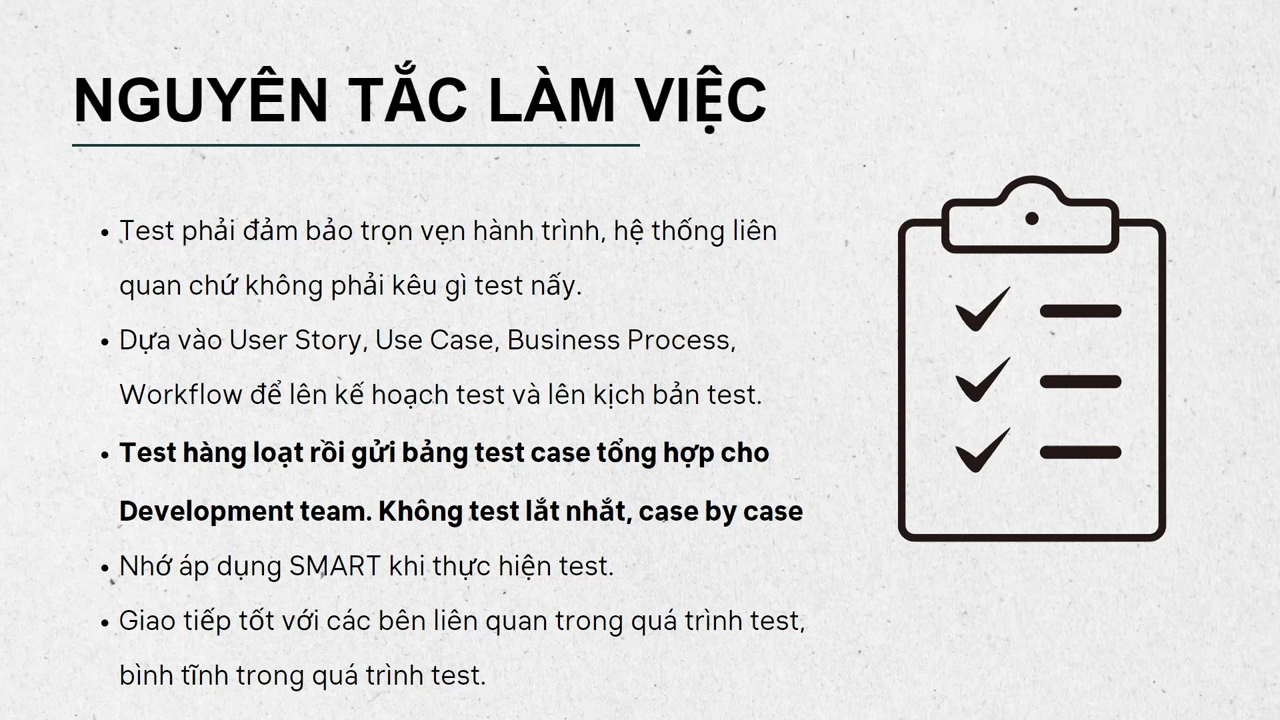 NGUYÊN TẮC LÀM VIỆC
• Test phải đảm bảo trọn vẹn hành trình, hệ thống liên
quan chứ không phải kêu gì test nấy.
• Dựa vào User Story, Use Case, Business Process,
Workflow để lên kế hoạch test và lên kịch bản test.
• Test hàng loạt rồi gửi bảng test case tổng hợp cho
Development team. Không test lắt nhắt, case by case
• Nhớ áp dụng SMART khi thực hiện test.
• Giao tiếp tốt với các bên liên quan trong quá trình test,
bình tĩnh trong quá trình test.